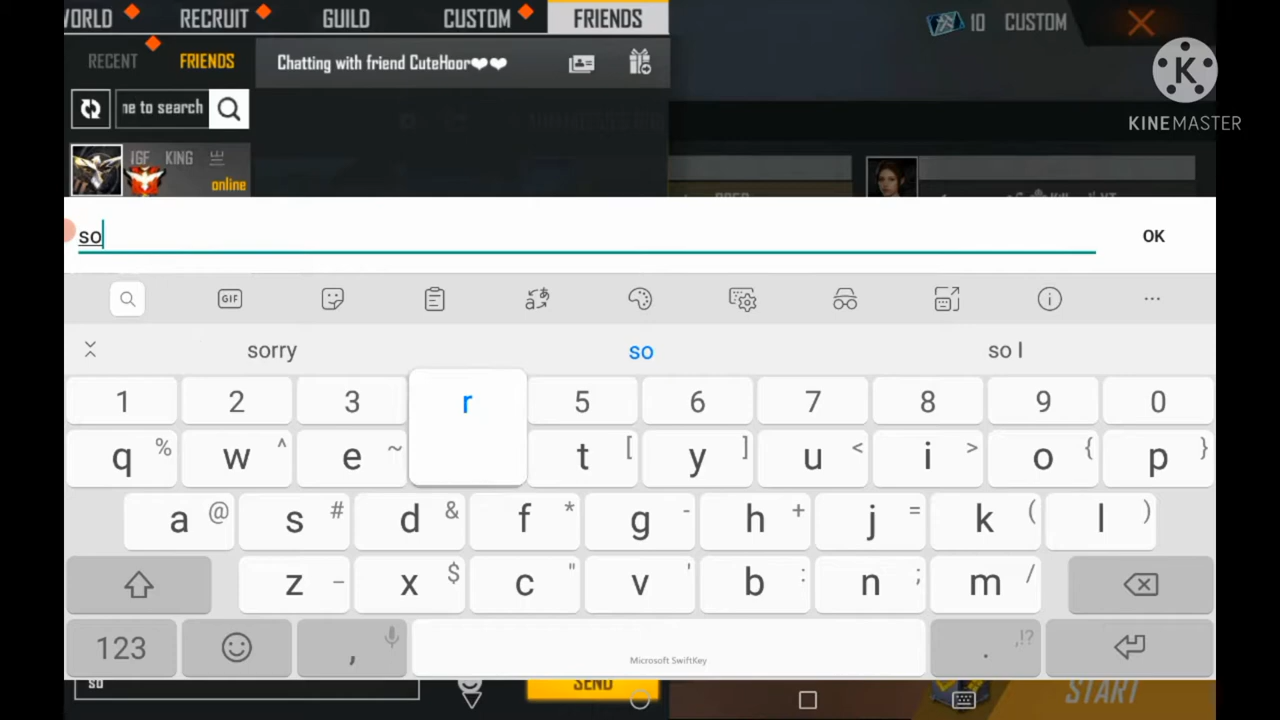 WORLD RECRUIT GUILD CUSTOM FRIENDS 10 CUSTOM
RECENT FRIENDS Chatting with friend CuteHoor❤❤
me to search
IGF KING
online
KINEMASTER
so OK
GIF
sorry so so I
1 2 3 r 5 6 7 8 9 0
q % w ^ e ~ t [ y ] u < i > o { p }
a @ s # d & f * g - h + j = k ( l )
z _ x $ c " v ' b : n ; m /
123 , Microsoft SwiftKey . ,!?
so SEND START